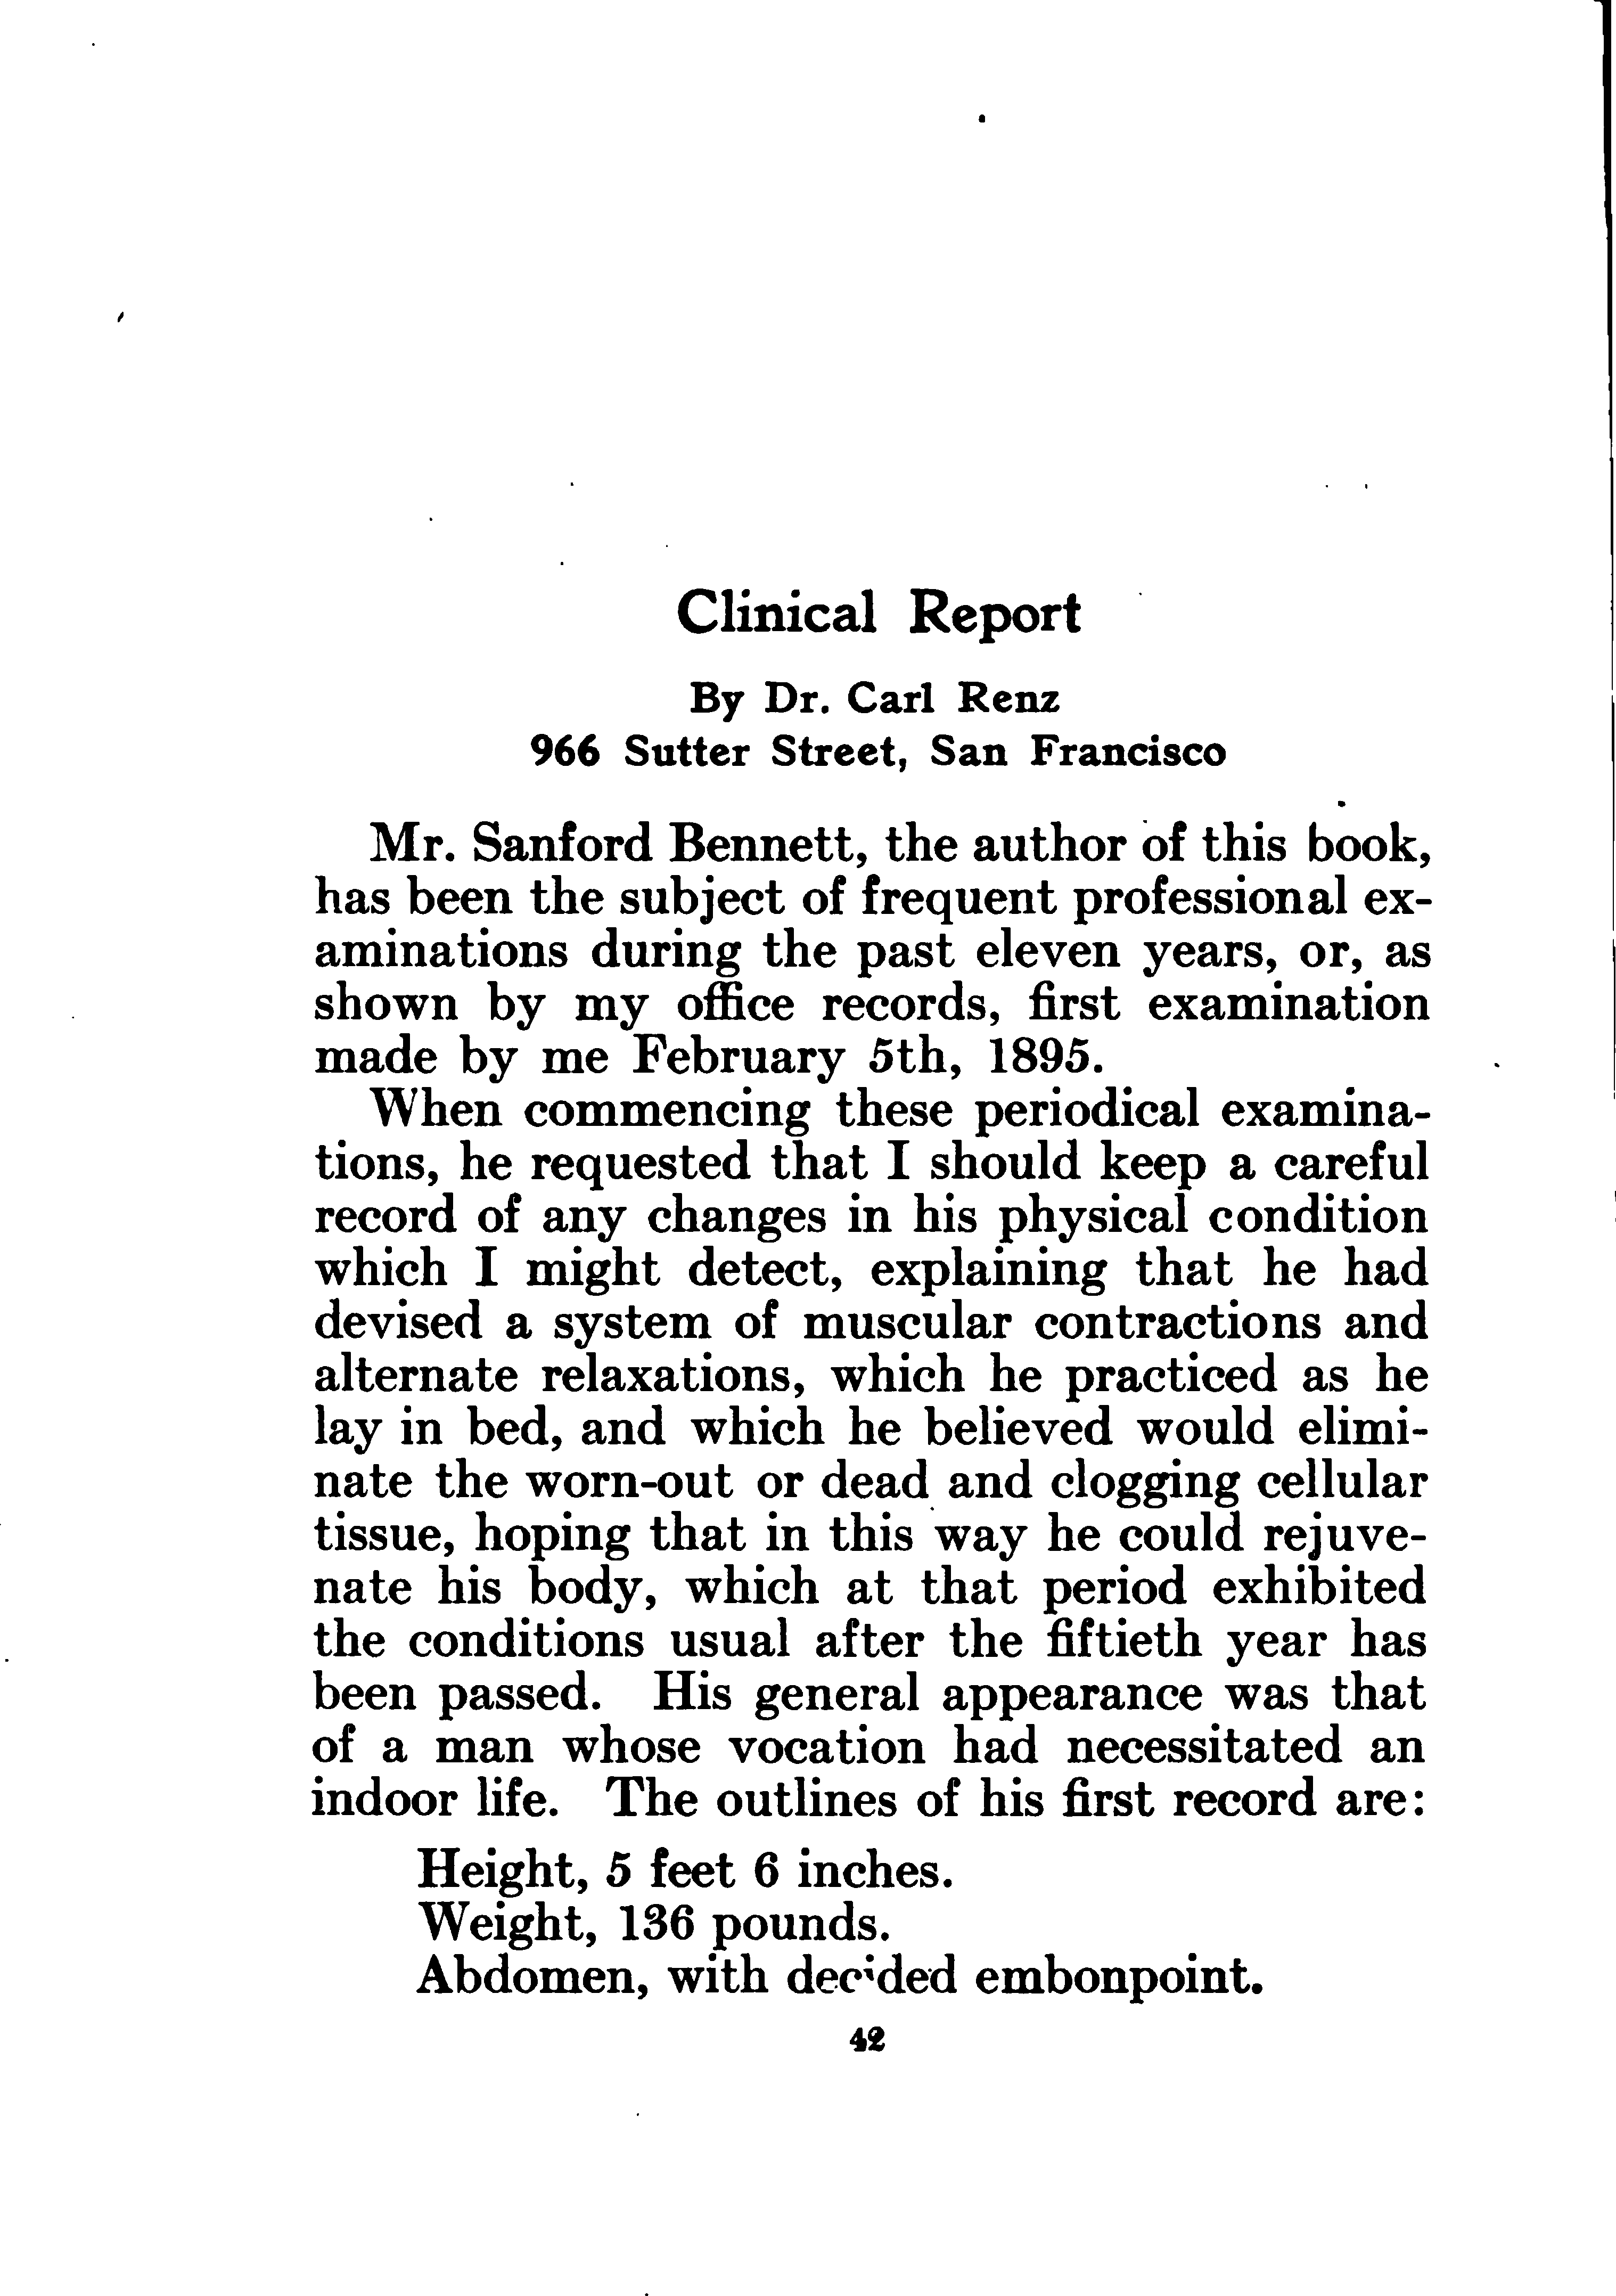 Clinical Report
By Dr. Carl Renz
966 Sutter Street, San Francisco
Mr. Sanford Bennett, the author of this book,
has been the subject of frequent professional ex-
aminations during the past eleven years, or, as
shown by my office records, first examination
made by me February 5th, 1895.
When commencing these periodical examina-
tions, he requested that I should keep a careful
record of any changes in his physical condition
which I might detect, explaining that he had
devised a system of muscular contractions and
alternate relaxations, which he practiced as he
lay in bed, and which he believed would elimi-
nate the worn-out or dead and clogging cellular
tissue, hoping that in this way he could rejuve-
nate his body, which at that period exhibited
the conditions usual after the fiftieth year has
been passed. His general appearance was that
of a man whose vocation had necessitated an
indoor life. The outlines of his first record are:
Height, 5 feet 6 inches.
Weight, 136 pounds.
Abdomen, with decided embonpoint.
42